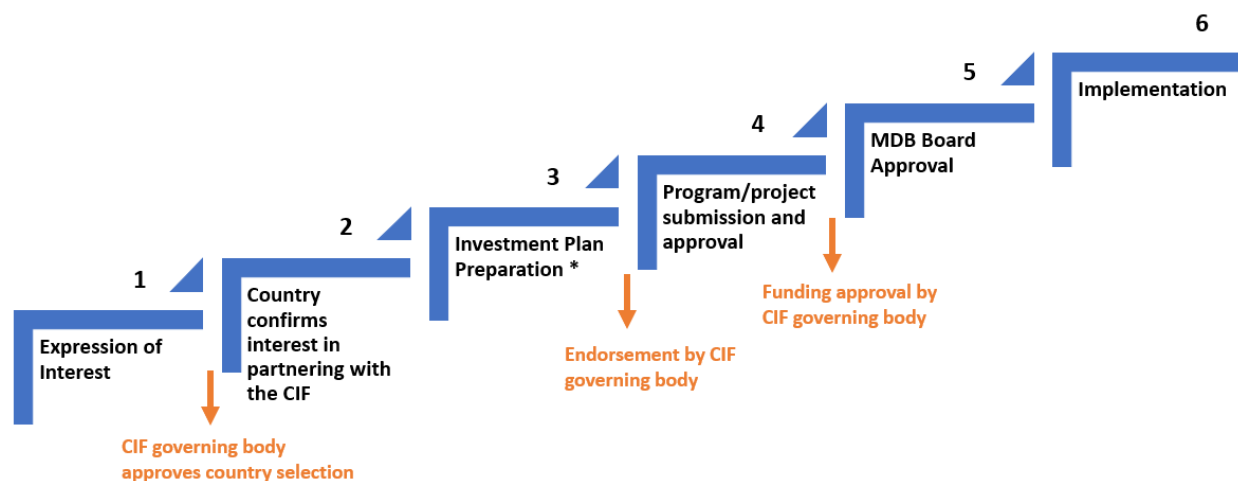 1
Expression of
Interest
CIF governing body
approves country selection
2
Country
confirms
interest in
partnering with
the CIF
3
Investment Plan
Preparation *
Endorsement by CIF
governing body
4
Program/project
submission and
approval
Funding approval by
CIF governing body
5
MDB Board
Approval
6
Implementation